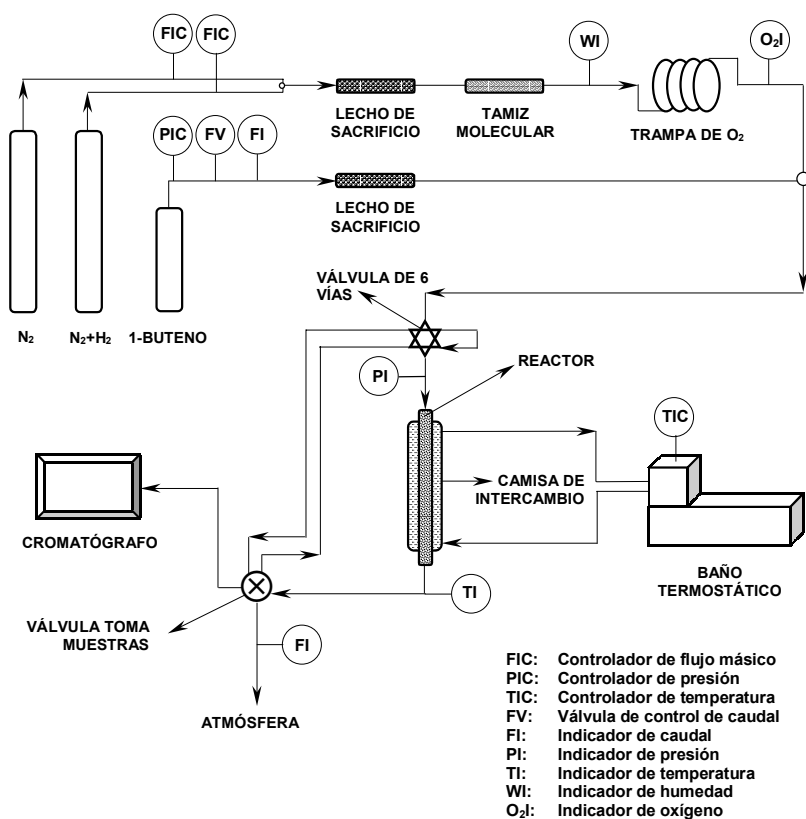 FIC
FIC
WI
O₂I
LECHO DE
SACRIFICIO
TAMIZ
MOLECULAR
TRAMPA DE O₂
PIC
FV
FI
LECHO DE
SACRIFICIO
N₂
N₂+H₂
1-BUTENO
VÁLVULA DE 6
VÍAS
PI
REACTOR
TIC
CAMISA DE
INTERCAMBIO
CROMATÓGRAFO
BAÑO
TERMOSTÁTICO
TI
VÁLVULA TOMA
MUESTRAS
FI
ATMÓSFERA
FIC: Controlador de flujo másico
PIC: Controlador de presión
TIC: Controlador de temperatura
FV: Válvula de control de caudal
FI: Indicador de caudal
PI: Indicador de presión
TI: Indicador de temperatura
WI: Indicador de humedad
O₂I: Indicador de oxígeno